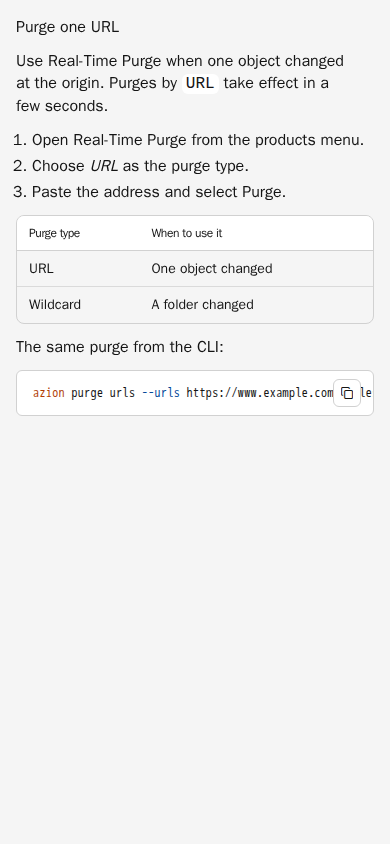 Purge one URL
Use Real-Time Purge when one object changed
at the origin. Purges by URL take effect in a
few seconds.
1. Open Real-Time Purge from the products menu.
2. Choose URL as the purge type.
3. Paste the address and select Purge.
Purge type When to use it
URL One object changed
Wildcard A folder changed
The same purge from the CLI:
azion purge urls --urls https://www.example.com